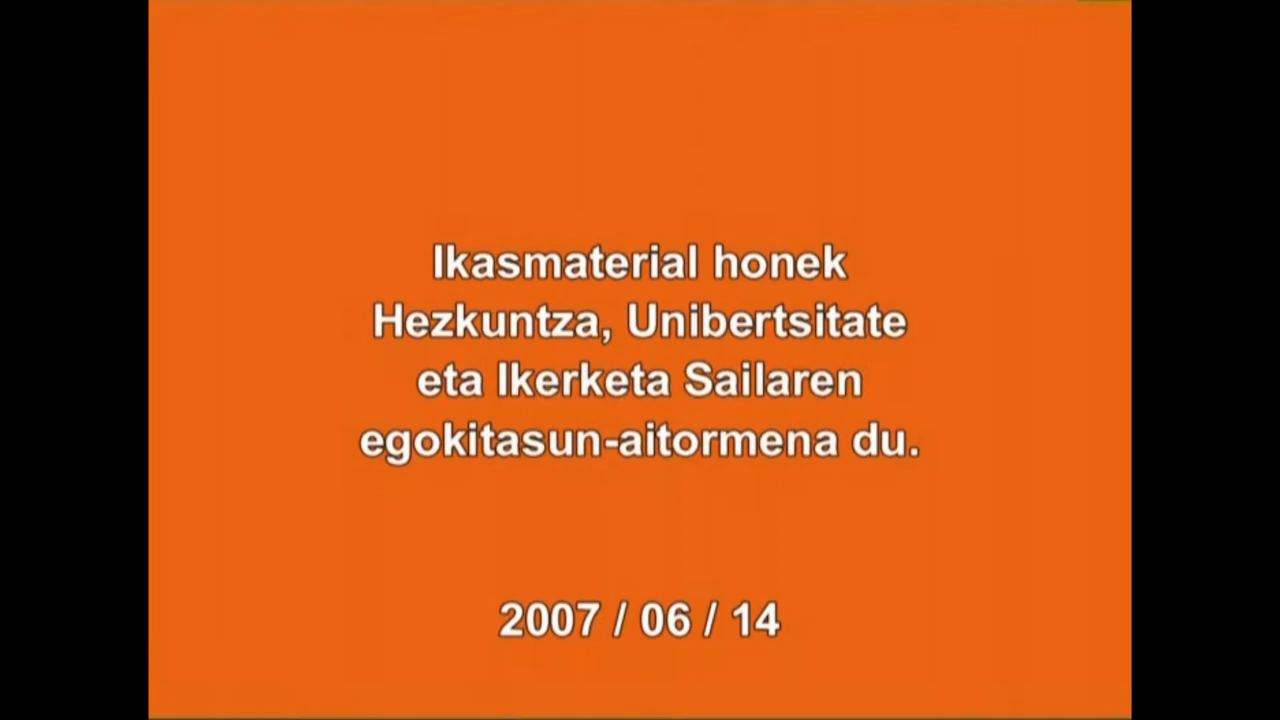 Ikasmaterial honek
Hezkuntza, Unibertsitate
eta Ikerketa Sailaren
egokitasun-aitormena du.
2007 / 06 / 14